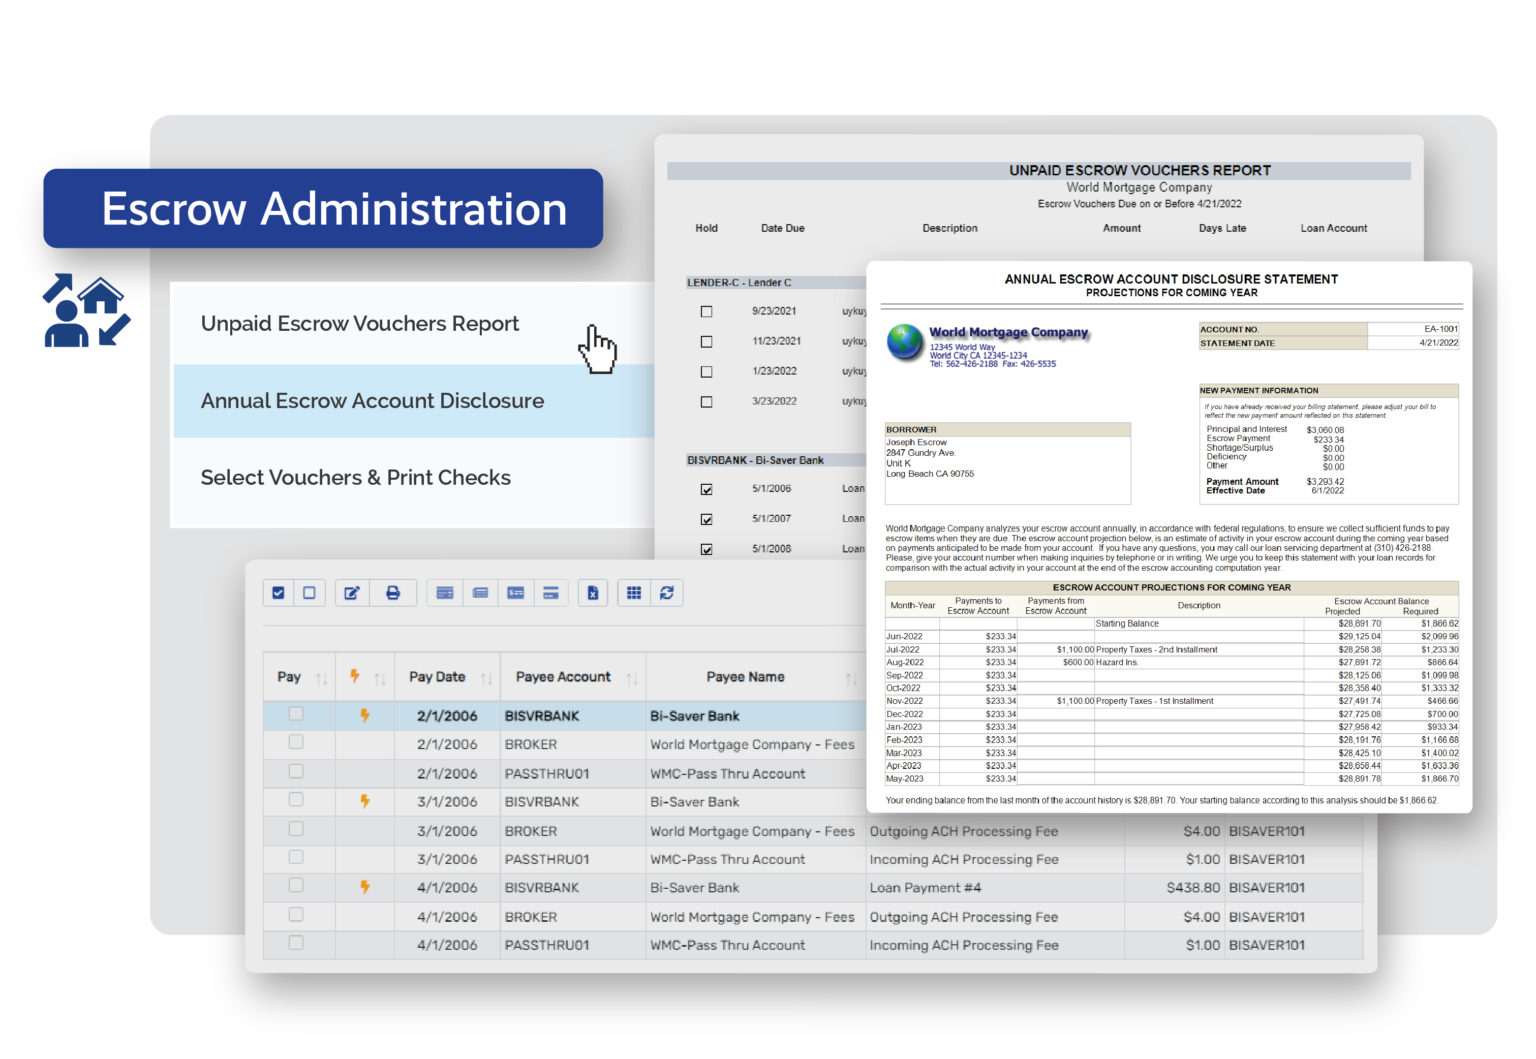 Escrow Administration
Unpaid Escrow Vouchers Report
Annual Escrow Account Disclosure
Select Vouchers & Print Checks
UNPAID ESCROW VOUCHERS REPORT
World Mortgage Company
Escrow Vouchers Due on or Before 4/21/2022
Hold Date Due Description Amount Days Late Loan Account
LENDER-C - Lender C
9/23/2021 uykuy
11/23/2021 uykuy
1/23/2022 uykuy
3/23/2022 uykuy
BISVRBANK - Bi-Saver Bank
5/1/2006 Loan
5/1/2007 Loan
5/1/2008 Loan
ANNUAL ESCROW ACCOUNT DISCLOSURE STATEMENT
PROJECTIONS FOR COMING YEAR
World Mortgage Company
12345 World Way
World City CA 12345-1234
Tel: 562-426-2188 Fax: 426-5535
ACCOUNT NO. EA-1001
STATEMENT DATE 4/21/2022
NEW PAYMENT INFORMATION
If you have already received your billing statement, please adjust your bill to
reflect the new payment amount reflected on this statement.
Principal and Interest $3,060.08
Escrow Payment $233.34
Shortage/Surplus $0.00
Deficiency $0.00
Other $0.00
Payment Amount $3,293.42
Effective Date 6/1/2022
BORROWER
Joseph Escrow
2847 Gundry Ave.
Unit K
Long Beach CA 90755
World Mortgage Company analyzes your escrow account annually, in accordance with federal regulations, to ensure we collect sufficient funds to pay
escrow items when they are due. The escrow account projection below, is an estimate of activity in your escrow account during the coming year based
on payments anticipated to be made from your account. If you have any questions, you may call our loan servicing department at (310) 426-2188.
Please, give your account number when making inquiries by telephone or in writing. We urge you to keep this statement with your loan records for
comparison with the actual activity in your account at the end of the escrow accounting computation year.
ESCROW ACCOUNT PROJECTIONS FOR COMING YEAR
Month-Year Payments to Escrow Account Payments from Escrow Account Description Escrow Account Balance Projected Required
Starting Balance $28,891.70 $1,866.62
Jun-2022 $233.34 $29,125.04 $2,099.96
Jul-2022 $233.34 $1,100.00 Property Taxes - 2nd Installment $28,258.38 $1,233.30
Aug-2022 $233.34 $600.00 Hazard Ins. $27,891.72 $866.64
Sep-2022 $233.34 $28,125.06 $1,099.98
Oct-2022 $233.34 $28,358.40 $1,333.32
Nov-2022 $233.34 $1,100.00 Property Taxes - 1st Installment $27,491.74 $466.66
Dec-2022 $233.34 $27,725.08 $700.00
Jan-2023 $233.34 $27,958.42 $933.34
Feb-2023 $233.34 $28,191.76 $1,166.68
Mar-2023 $233.34 $28,425.10 $1,400.02
Apr-2023 $233.34 $28,658.44 $1,633.36
May-2023 $233.34 $28,891.78 $1,866.70
Your ending balance from the last month of the account history is $28,891.70. Your starting balance according to this analysis should be $1,866.62.
Pay Pay Date Payee Account Payee Name
2/1/2006 BISVRBANK Bi-Saver Bank
2/1/2006 BROKER World Mortgage Company - Fees
2/1/2006 PASSTHRU01 WMC-Pass Thru Account
3/1/2006 BISVRBANK Bi-Saver Bank
3/1/2006 BROKER World Mortgage Company - Fees Outgoing ACH Processing Fee $4.00 BISAVER101
3/1/2006 PASSTHRU01 WMC-Pass Thru Account Incoming ACH Processing Fee $1.00 BISAVER101
4/1/2006 BISVRBANK Bi-Saver Bank Loan Payment #4 $438.80 BISAVER101
4/1/2006 BROKER World Mortgage Company - Fees Outgoing ACH Processing Fee $4.00 BISAVER101
4/1/2006 PASSTHRU01 WMC-Pass Thru Account Incoming ACH Processing Fee $1.00 BISAVER101